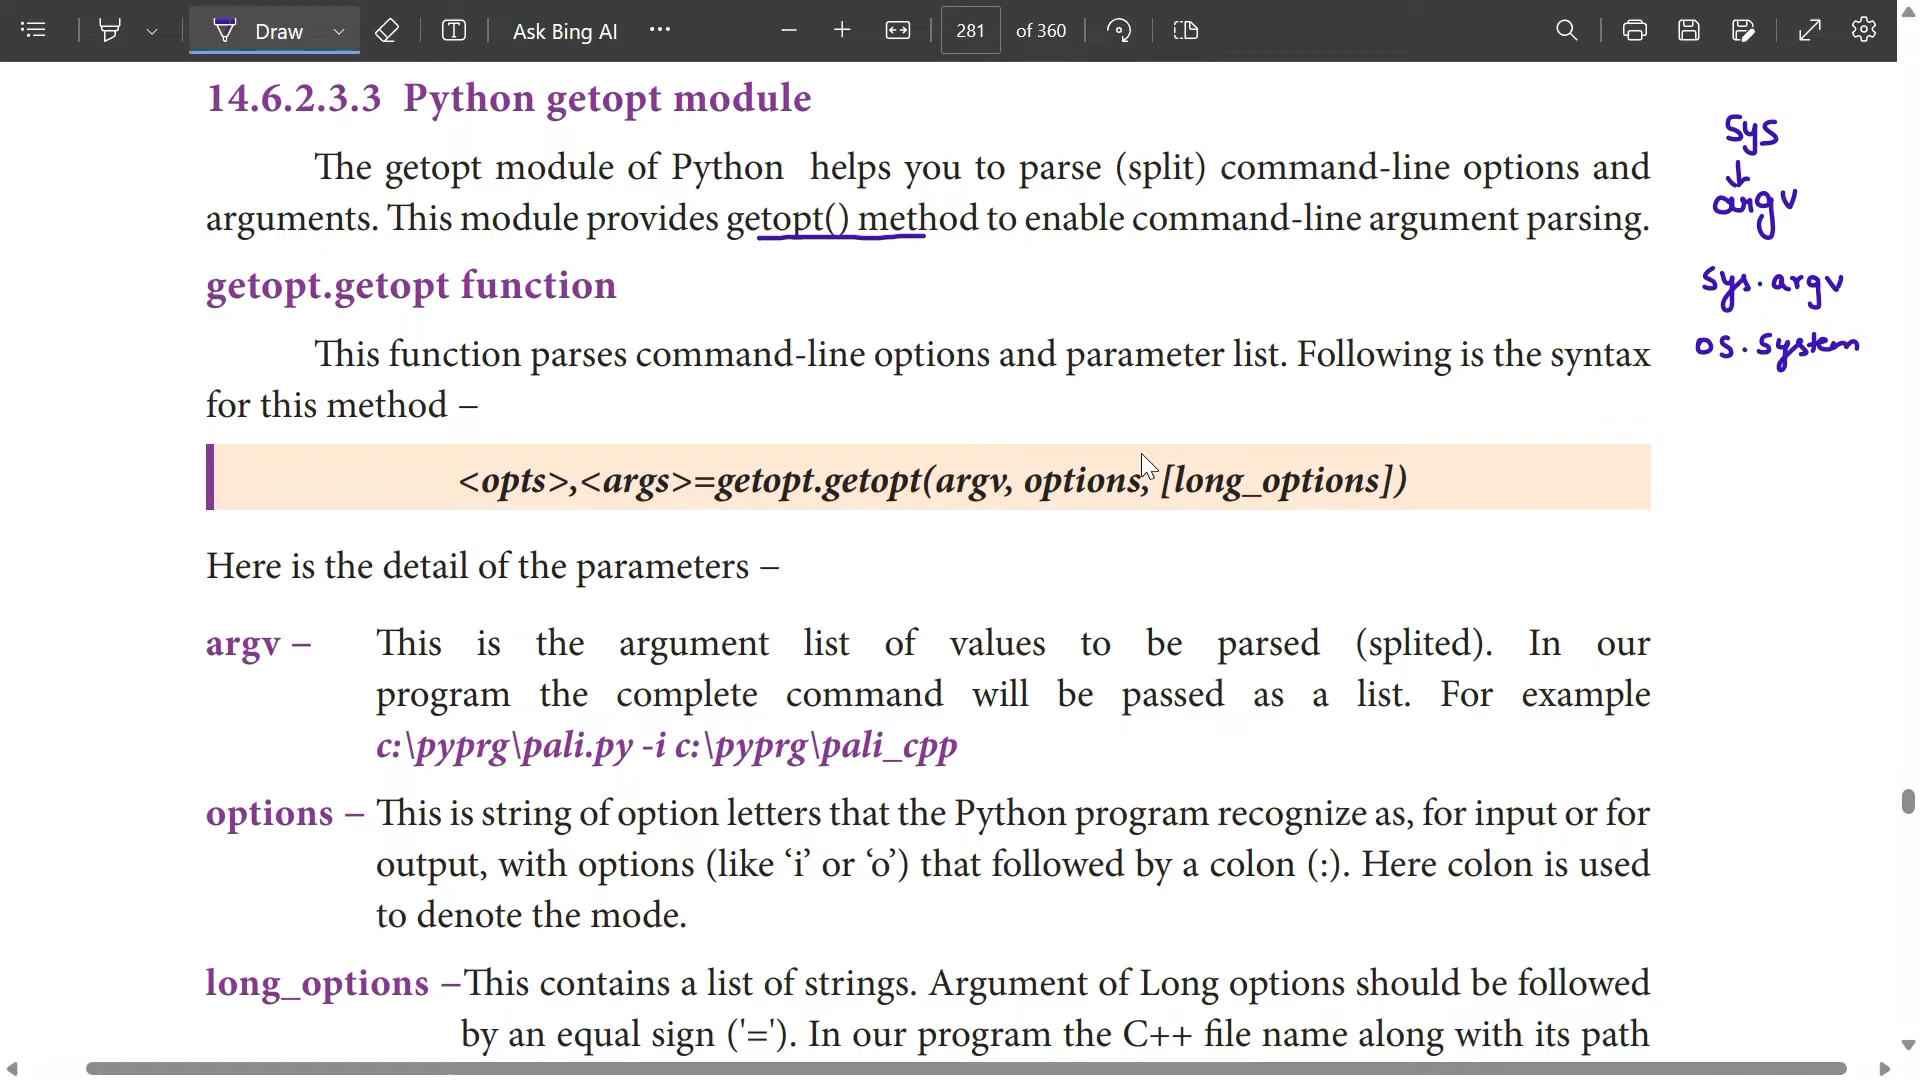 Draw
Ask Bing AI
281 of 360
14.6.2.3.3 Python getopt module
The getopt module of Python helps you to parse (split) command-line options and
arguments. This module provides getopt() method to enable command-line argument parsing.
getopt.getopt function
This function parses command-line options and parameter list. Following is the syntax
for this method –
<opts>,<args>=getopt.getopt(argv, options, [long_options])
Here is the detail of the parameters –
argv – This is the argument list of values to be parsed (splited). In our
program the complete command will be passed as a list. For example
c:\pyprg\pali.py -i c:\pyprg\pali_cpp
options – This is string of option letters that the Python program recognize as, for input or for
output, with options (like ‘i’ or ‘o’) that followed by a colon (:). Here colon is used
to denote the mode.
long_options –This contains a list of strings. Argument of Long options should be followed
by an equal sign ('='). In our program the C++ file name along with its path
sys
argv
sys.argv
os.system